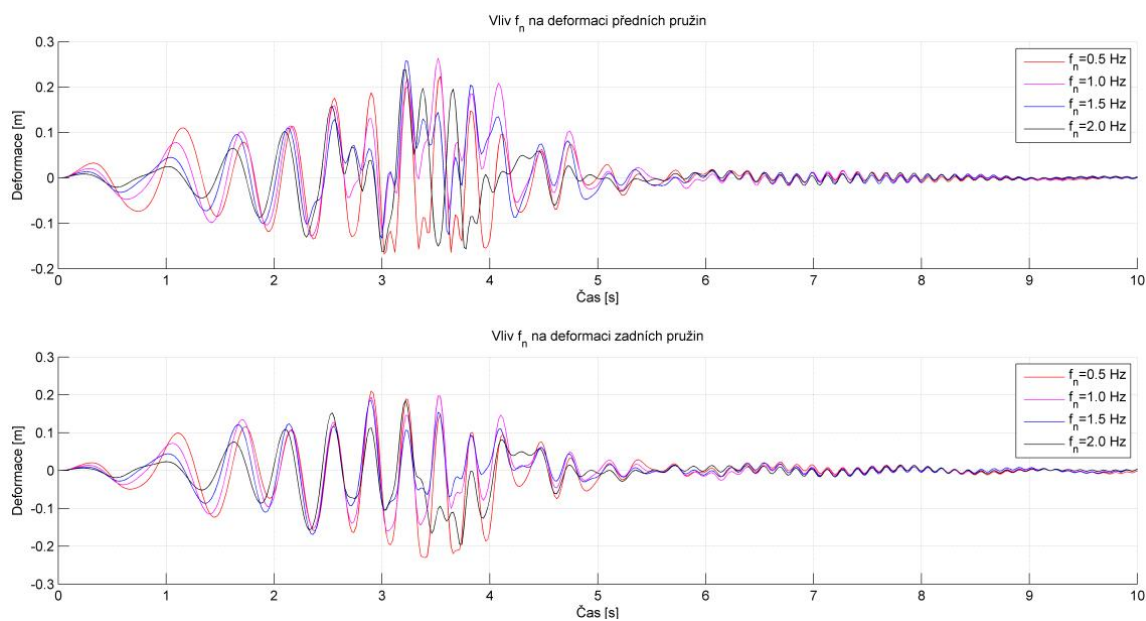 Vliv f_n na deformaci předních pružin
0.3
0.2
0.1
0
-0.1
-0.2
Deformace [m]
f_n=0.5 Hz
f_n=1.0 Hz
f_n=1.5 Hz
f_n=2.0 Hz
0 1 2 3 4 5 6 7 8 9 10
Čas [s]
Vliv f_n na deformaci zadních pružin
0.3
0.2
0.1
0
-0.1
-0.2
-0.3
Deformace [m]
f_n=0.5 Hz
f_n=1.0 Hz
f_n=1.5 Hz
f_n=2.0 Hz
0 1 2 3 4 5 6 7 8 9 10
Čas [s]